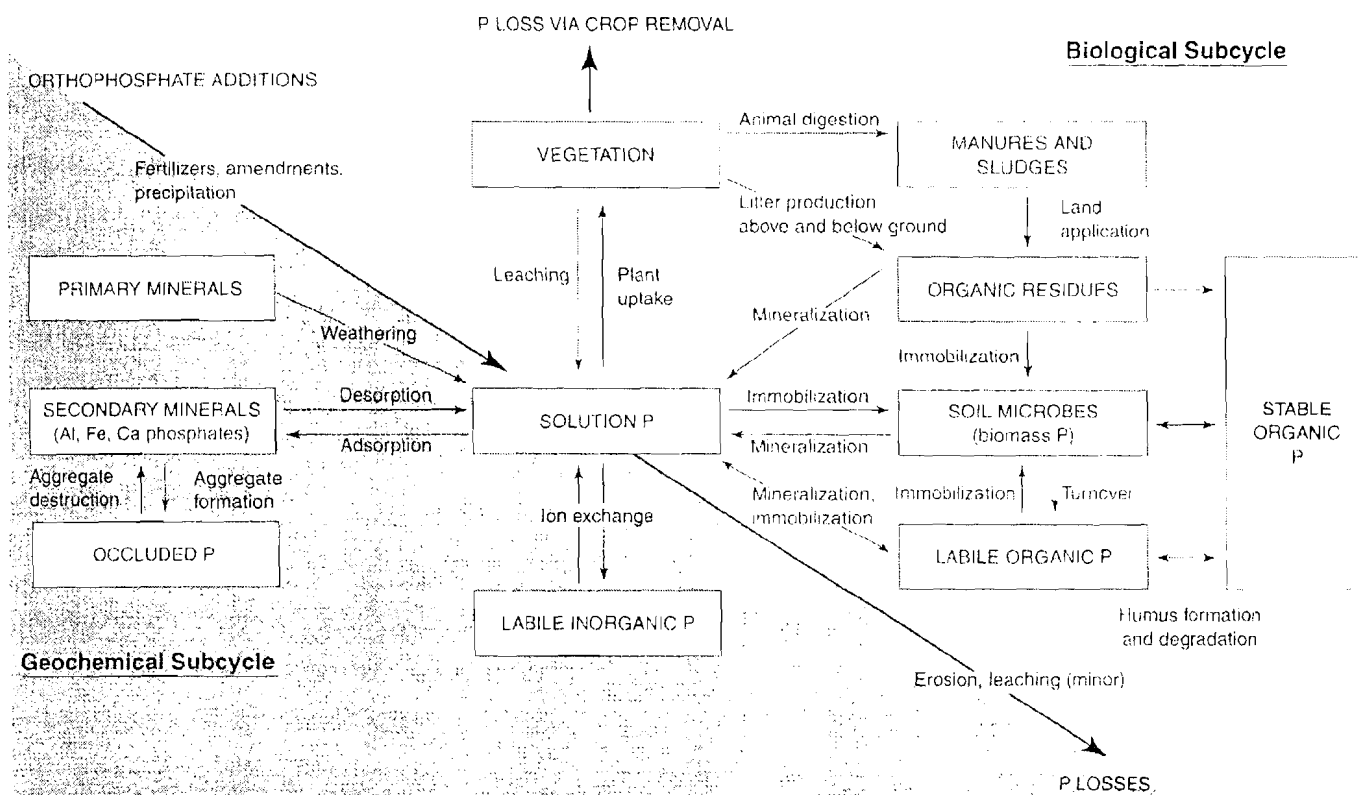 P LOSS VIA CROP REMOVAL
Biological Subcycle
ORTHOPHOSPHATE ADDITIONS
Animal digestion
VEGETATION
MANURES AND
SLUDGES
Fertilizers, amendments,
precipitation
Litter production
above and below ground
Land
application
Leaching
Plant
uptake
PRIMARY MINERALS
ORGANIC RESIDUES
Mineralization
Weathering
Immobilization
SECONDARY MINERALS
(Al, Fe, Ca phosphates)
Desorption
Adsorption
SOLUTION P
Immobilization
Mineralization
SOIL MICROBES
(biomass P)
STABLE
ORGANIC
P
Aggregate
destruction
Aggregate
formation
Mineralization,
immobilization
Immobilization
Turnover
Ion exchange
OCCLUDED P
LABILE ORGANIC P
LABILE INORGANIC P
Humus formation
and degradation
Geochemical Subcycle
Erosion, leaching (minor)
P LOSSES